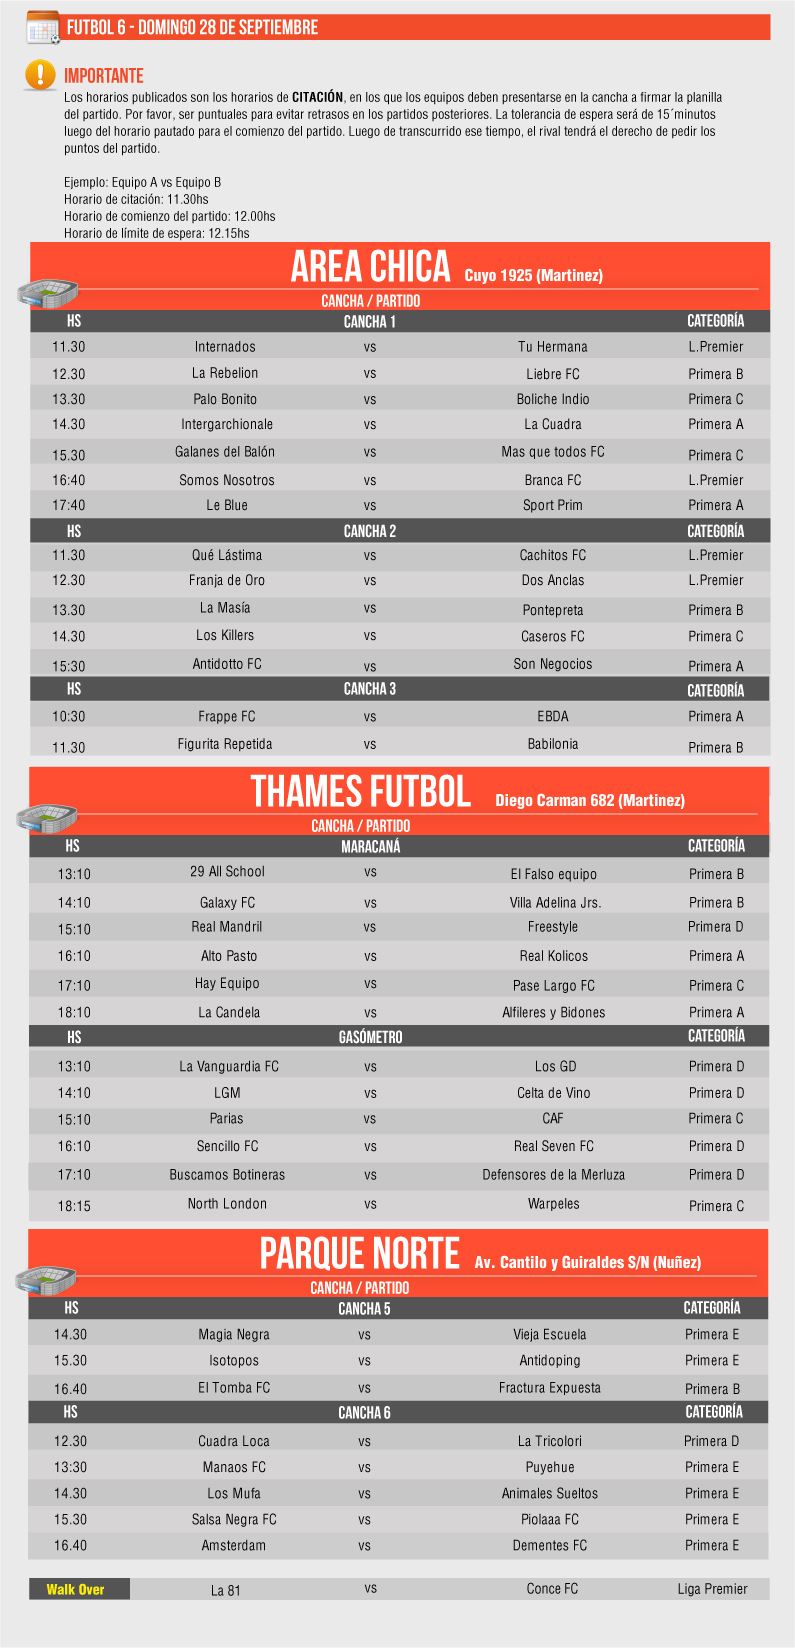 FUTBOL 6 - DOMINGO 28 DE SEPTIEMBRE
IMPORTANTE
Los horarios publicados son los horarios de CITACIÓN, en los que los equipos deben presentarse en la cancha a firmar la planilla
del partido. Por favor, ser puntuales para evitar retrasos en los partidos posteriores. La tolerancia de espera será de 15´minutos
luego del horario pautado para el comienzo del partido. Luego de transcurrido ese tiempo, el rival tendrá el derecho de pedir los
puntos del partido.
Ejemplo: Equipo A vs Equipo B
Horario de citación: 11.30hs
Horario de comienzo del partido: 12.00hs
Horario de límite de espera: 12.15hs
AREA CHICA Cuyo 1925 (Martinez)
CANCHA / PARTIDO
HS CANCHA 1 CATEGORÍA
11.30 Internados vs Tu Hermana L.Premier
12.30 La Rebelion vs Liebre FC Primera B
13.30 Palo Bonito vs Boliche Indio Primera C
14.30 Intergarchionale vs La Cuadra Primera A
15.30 Galanes del Balón vs Mas que todos FC Primera C
16:40 Somos Nosotros vs Branca FC L.Premier
17:40 Le Blue vs Sport Prim Primera A
HS CANCHA 2 CATEGORÍA
11.30 Qué Lástima vs Cachitos FC L.Premier
12.30 Franja de Oro vs Dos Anclas L.Premier
13.30 La Masía vs Pontepreta Primera B
14.30 Los Killers vs Caseros FC Primera C
15:30 Antidotto FC vs Son Negocios Primera A
HS CANCHA 3 CATEGORÍA
10:30 Frappe FC vs EBDA Primera A
11.30 Figurita Repetida vs Babilonia Primera B
THAMES FUTBOL Diego Carman 682 (Martinez)
CANCHA / PARTIDO
HS MARACANÁ CATEGORÍA
13:10 29 All School vs El Falso equipo Primera B
14:10 Galaxy FC vs Villa Adelina Jrs. Primera B
15:10 Real Mandril vs Freestyle Primera D
16:10 Alto Pasto vs Real Kolicos Primera A
17:10 Hay Equipo vs Pase Largo FC Primera C
18:10 La Candela vs Alfileres y Bidones Primera A
HS GASÓMETRO CATEGORÍA
13:10 La Vanguardia FC vs Los GD Primera D
14:10 LGM vs Celta de Vino Primera D
15:10 Parias vs CAF Primera C
16:10 Sencillo FC vs Real Seven FC Primera D
17:10 Buscamos Botineras vs Defensores de la Merluza Primera D
18:15 North London vs Warpeles Primera C
PARQUE NORTE Av. Cantilo y Guiraldes S/N (Nuñez)
CANCHA / PARTIDO
HS CANCHA 5 CATEGORÍA
14.30 Magia Negra vs Vieja Escuela Primera E
15.30 Isotopos vs Antidoping Primera E
16.40 El Tomba FC vs Fractura Expuesta Primera B
HS CANCHA 6 CATEGORÍA
12.30 Cuadra Loca vs La Tricolori Primera D
13:30 Manaos FC vs Puyehue Primera E
14.30 Los Mufa vs Animales Sueltos Primera E
15.30 Salsa Negra FC vs Piolaaa FC Primera E
16.40 Amsterdam vs Dementes FC Primera E
Walk Over La 81 vs Conce FC Liga Premier